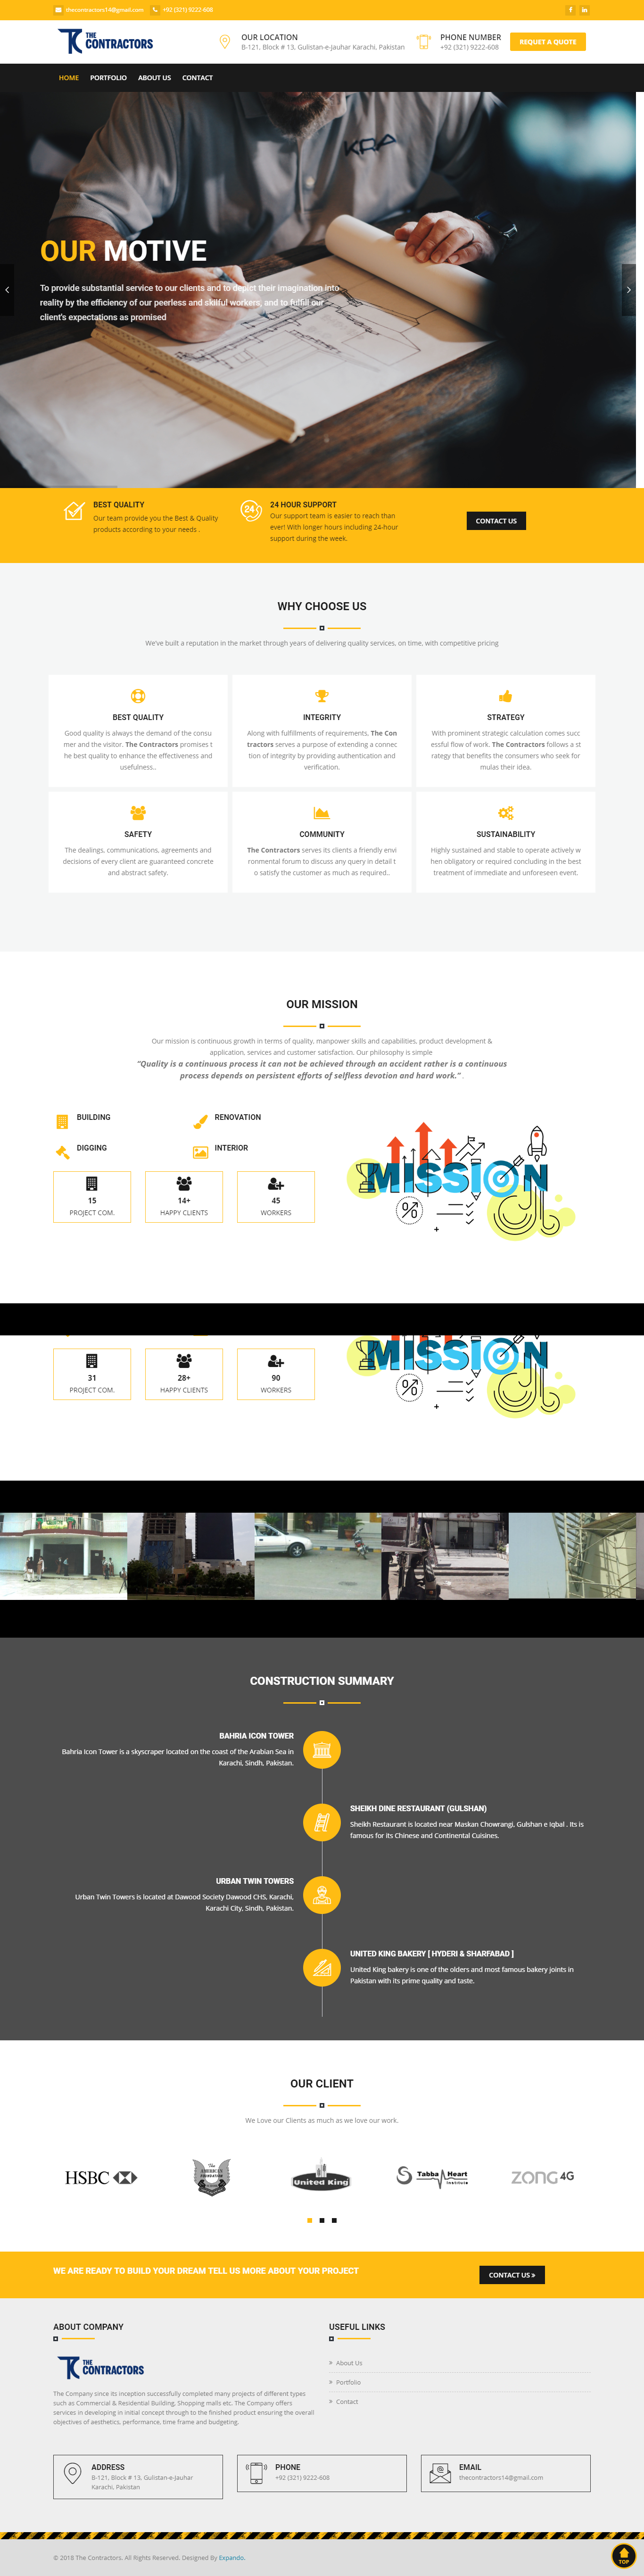 thecontractors14@gmail.com +92 (321) 9222-608
THE CONTRACTORS
OUR LOCATION
B-121, Block # 13, Gulistan-e-Jauhar Karachi, Pakistan
PHONE NUMBER
+92 (321) 9222-608
REQUET A QUOTE
HOME PORTFOLIO ABOUT US CONTACT
OUR MOTIVE
To provide substantial service to our clients and to depict their imagination into
reality by the efficiency of our peerless and skilful workers, and to fulfill our
client's expectations as promised
BEST QUALITY
Our team provide you the Best & Quality
products according to your needs .
24
24 HOUR SUPPORT
Our support team is easier to reach than
ever! With longer hours including 24-hour
support during the week.
CONTACT US
WHY CHOOSE US
We've built a reputation in the market through years of delivering quality services, on time, with competitive pricing
BEST QUALITY
Good quality is always the demand of the consu
mer and the visitor. The Contractors promises t
he best quality to enhance the effectiveness and
usefulness..
INTEGRITY
Along with fulfillments of requirements, The Con
tractors serves a purpose of extending a connec
tion of integrity by providing authentication and
verification.
STRATEGY
With prominent strategic calculation comes succ
essful flow of work. The Contractors follows a st
rategy that benefits the consumers who seek for
mulas their idea.
SAFETY
The dealings, communications, agreements and
decisions of every client are guaranteed concrete
and abstract safety.
COMMUNITY
The Contractors serves its clients a friendly envi
ronmental forum to discuss any query in detail t
o satisfy the customer as much as required..
SUSTAINABILITY
Highly sustained and stable to operate actively w
hen obligatory or required concluding in the best
treatment of immediate and unforeseen event.
OUR MISSION
Our mission is continuous growth in terms of quality, manpower skills and capabilities, product development &
application, services and customer satisfaction. Our philosophy is simple
“Quality is a continuous process it can not be achieved through an accident rather is a continuous
process depends on persistent efforts of selfless devotion and hard work.” .
BUILDING
RENOVATION
DIGGING
INTERIOR
15
PROJECT COM.
14+
HAPPY CLIENTS
45
WORKERS
MISSION
31
PROJECT COM.
28+
HAPPY CLIENTS
90
WORKERS
MISSION
CONSTRUCTION SUMMARY
BAHRIA ICON TOWER
Bahria Icon Tower is a skyscraper located on the coast of the Arabian Sea in
Karachi, Sindh, Pakistan.
SHEIKH DINE RESTAURANT (GULSHAN)
Sheikh Restaurant is located near Maskan Chowrangi, Gulshan e Iqbal . Its is
famous for its Chinese and Continental Cuisines.
URBAN TWIN TOWERS
Urban Twin Towers is located at Dawood Society Dawood CHS, Karachi,
Karachi City, Sindh, Pakistan.
UNITED KING BAKERY [ HYDERI & SHARFABAD ]
United King bakery is one of the olders and most famous bakery joints in
Pakistan with its prime quality and taste.
OUR CLIENT
We Love our Clients as much as we love our work.
HSBC
The AMERICAN FOUNDATION
United King
Tabba Heart Institute
ZONG 4G
WE ARE READY TO BUILD YOUR DREAM TELL US MORE ABOUT YOUR PROJECT
CONTACT US »
ABOUT COMPANY
THE CONTRACTORS
The Company since its inception successfully completed many projects of different types
such as Commercial & Residential Building, Shopping malls etc. The Company offers
services in developing in initial concept through to the finished product ensuring the overall
objectives of aesthetics, performance, time frame and budgeting.
USEFUL LINKS
» About Us
» Portfolio
» Contact
ADDRESS
B-121, Block # 13, Gulistan-e-Jauhar
Karachi, Pakistan
PHONE
+92 (321) 9222-608
EMAIL
thecontractors14@gmail.com
© 2018 The Contractors. All Rights Reserved. Designed By Expando.
TOP